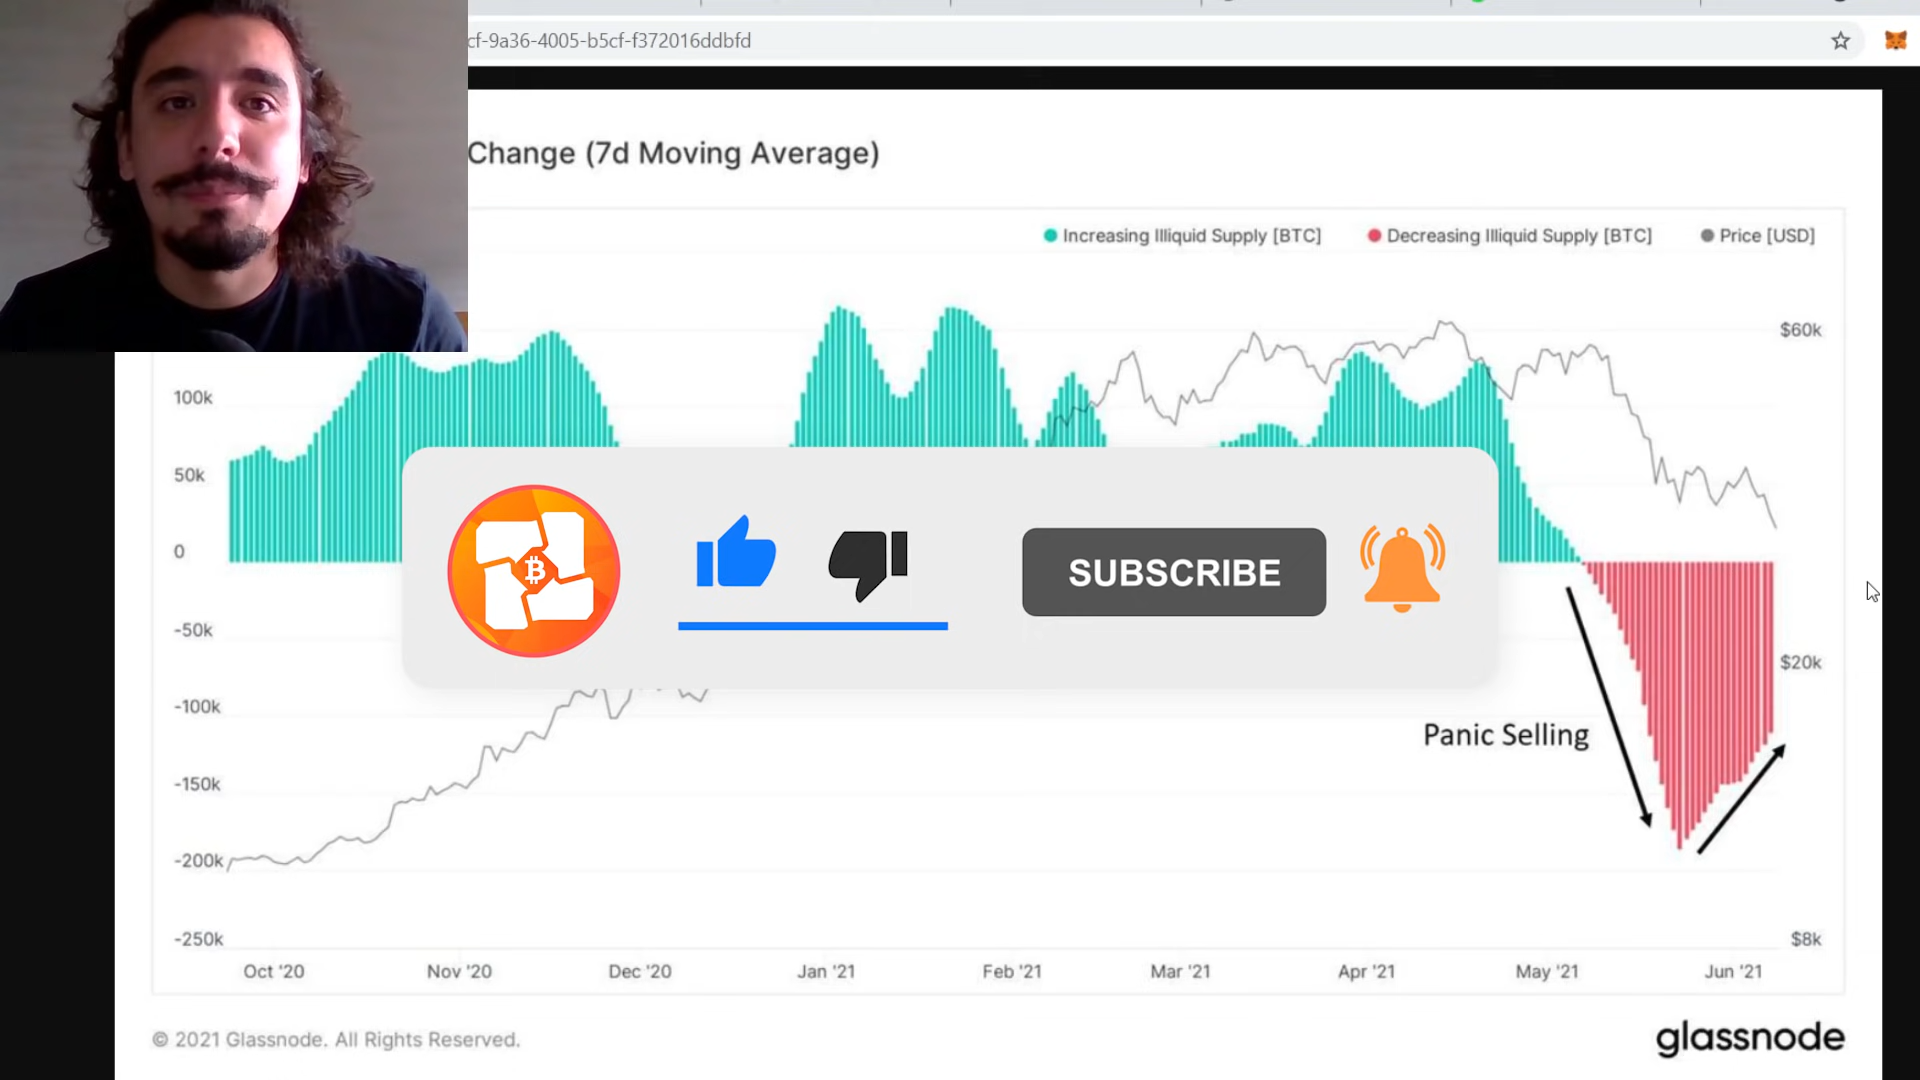 cf-9a36-4005-b5cf-f372016ddbfd
Change (7d Moving Average)
Increasing Illiquid Supply [BTC] Decreasing Illiquid Supply [BTC] Price [USD]
$60k
100k
50k
0
-50k
-100k
-150k
-200k
-250k
SUBSCRIBE
$20k
Panic Selling
$8k
Oct '20 Nov '20 Dec '20 Jan '21 Feb '21 Mar '21 Apr '21 May '21 Jun '21
© 2021 Glassnode. All Rights Reserved.
glassnode